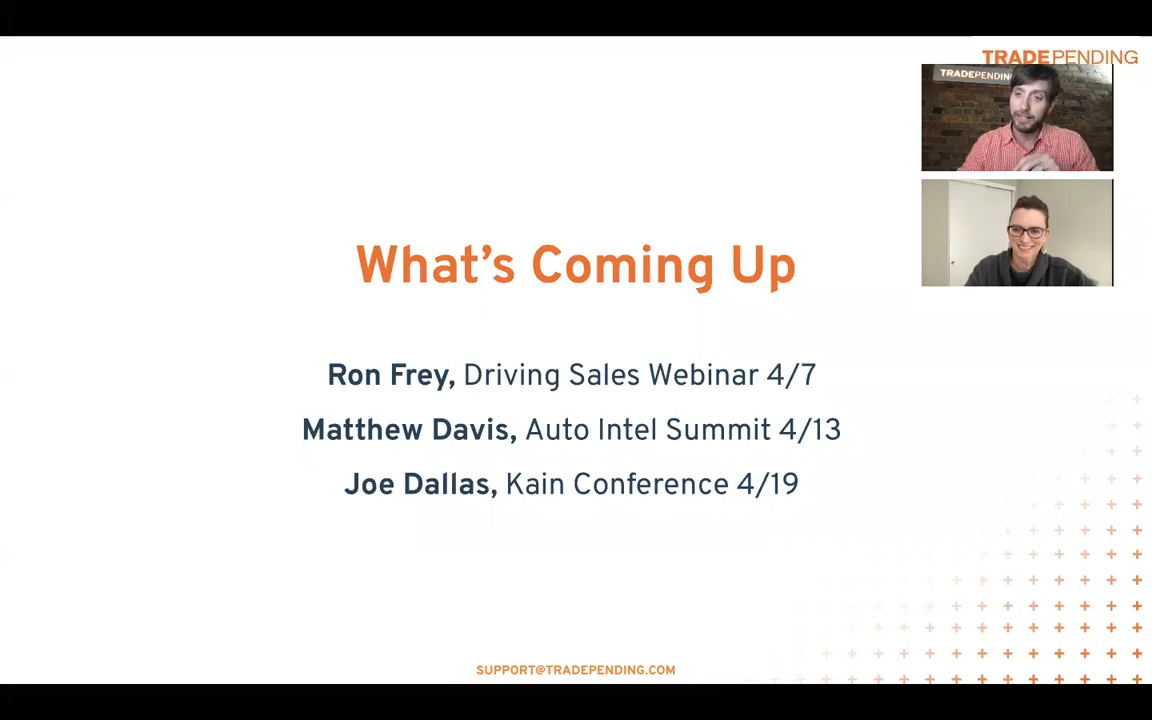 TRADEPENDING
TRADEPENDING
What's Coming Up
Ron Frey, Driving Sales Webinar 4/7
Matthew Davis, Auto Intel Summit 4/13
Joe Dallas, Kain Conference 4/19
SUPPORT@TRADEPENDING.COM